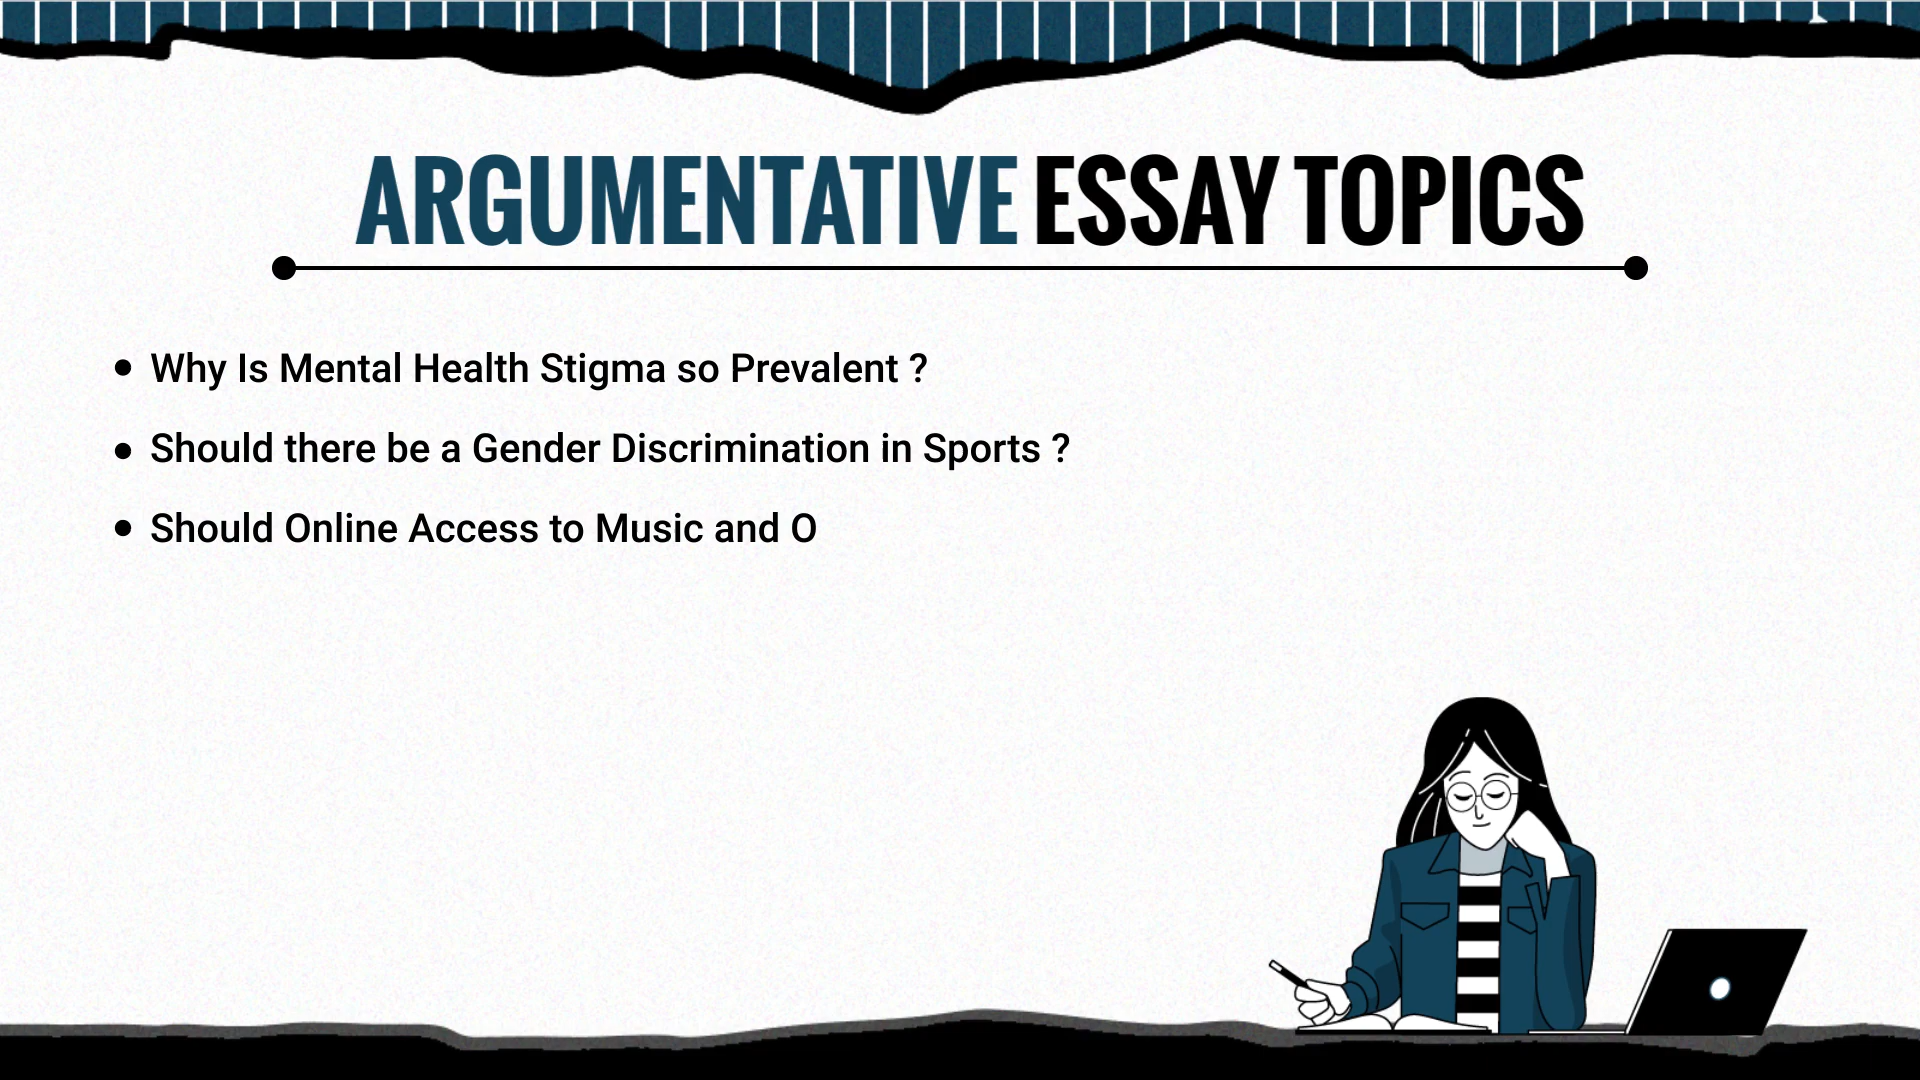 ARGUMENTATIVE ESSAY TOPICS
• Why Is Mental Health Stigma so Prevalent ?
• Should there be a Gender Discrimination in Sports ?
• Should Online Access to Music and O